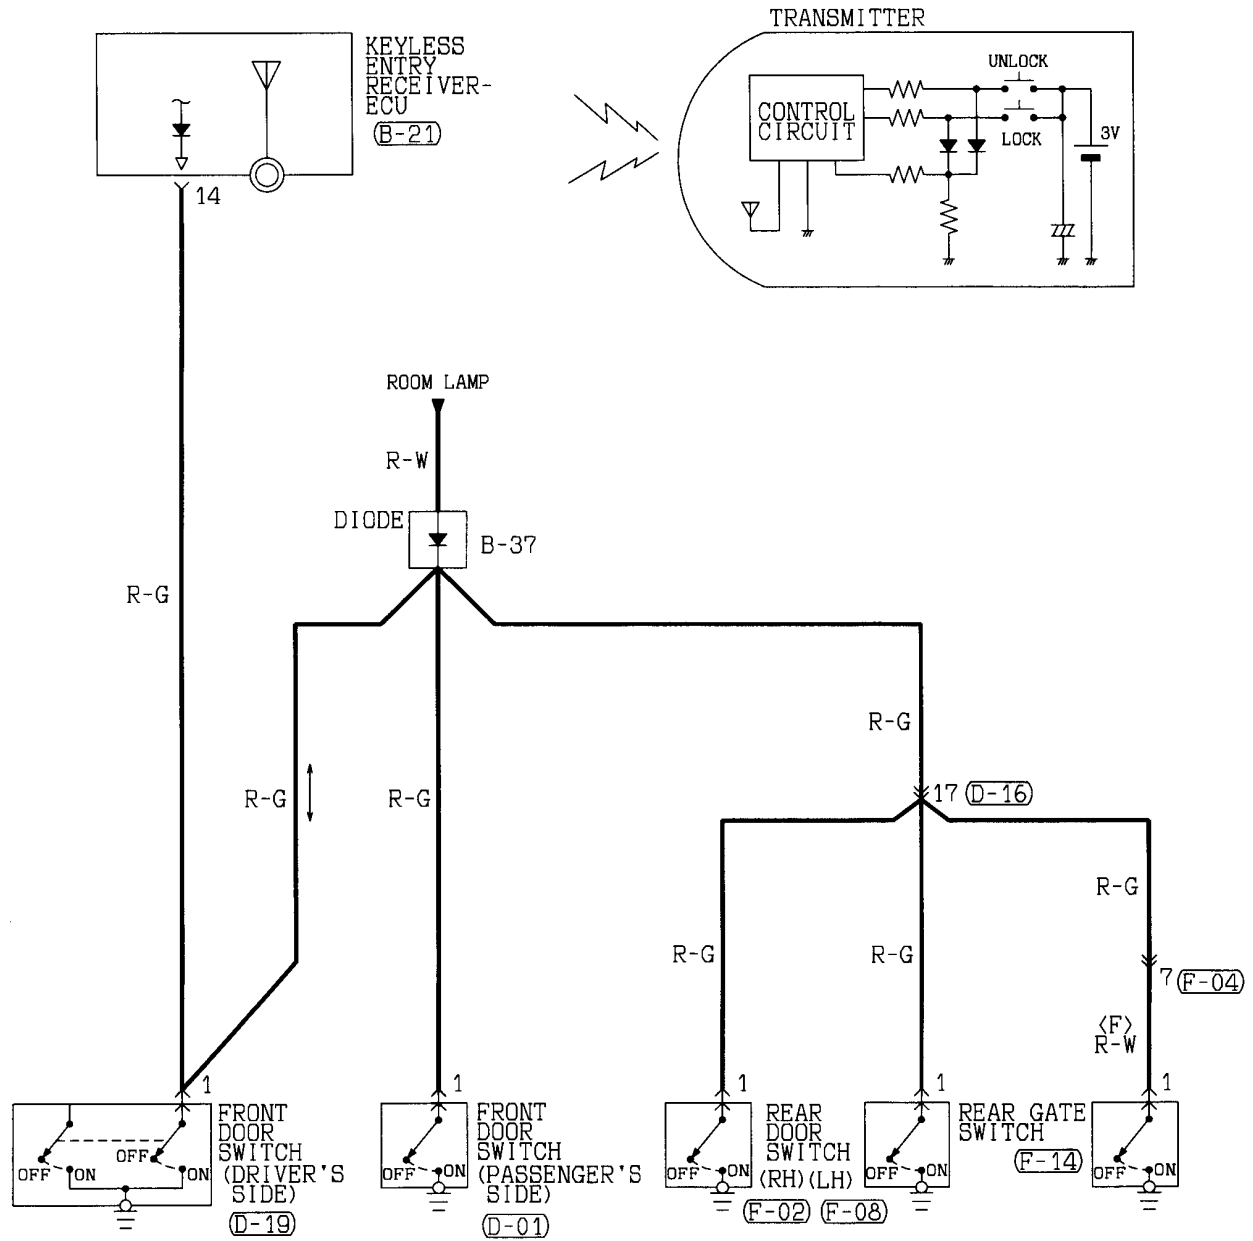 TRANSMITTER
KEYLESS
ENTRY
RECEIVER-
ECU
B-21
UNLOCK
CONTROL
CIRCUIT
LOCK
3V
14
ROOM LAMP
R-W
DIODE
B-37
R-G
R-G
R-G
R-G
17 D-16
R-G
R-G
R-G
7 F-04
<F>
R-W
1
1
1
1
1
FRONT
DOOR
SWITCH
(DRIVER'S
SIDE)
D-19
OFF ON
OFF ON
FRONT
DOOR
SWITCH
(PASSENGER'S
SIDE)
D-01
OFF ON
REAR
DOOR
SWITCH
(RH)(LH)
F-02 F-08
OFF ON
OFF ON
REAR GATE
SWITCH
F-14
OFF ON